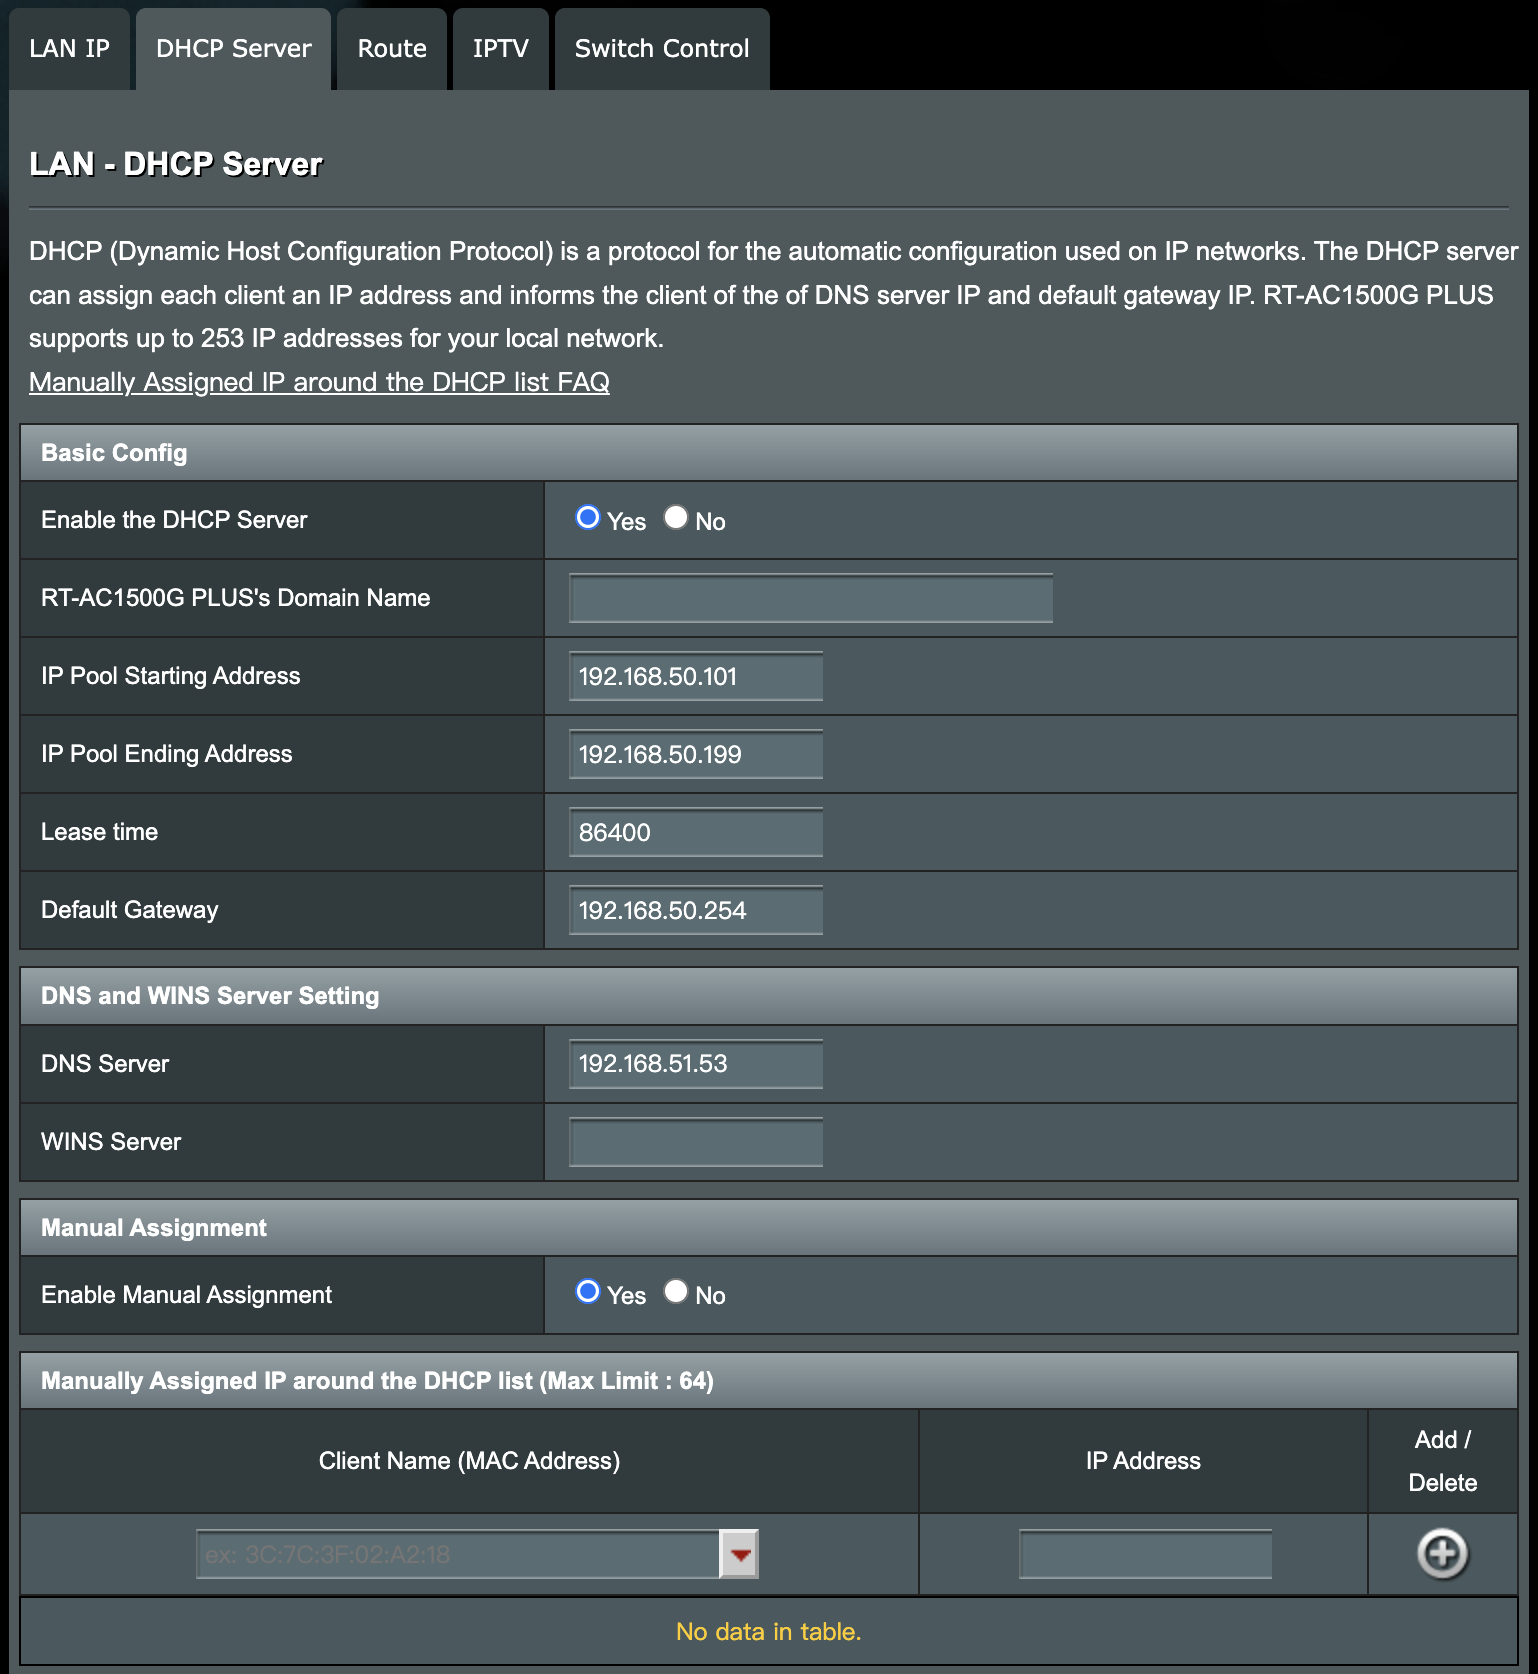 LAN IP
DHCP Server
Route
IPTV
Switch Control
LAN - DHCP Server
DHCP (Dynamic Host Configuration Protocol) is a protocol for the automatic configuration used on IP networks. The DHCP server
can assign each client an IP address and informs the client of the of DNS server IP and default gateway IP. RT-AC1500G PLUS
supports up to 253 IP addresses for your local network.
Manually Assigned IP around the DHCP list FAQ
Basic Config
Enable the DHCP Server
Yes No
RT-AC1500G PLUS's Domain Name
IP Pool Starting Address
192.168.50.101
IP Pool Ending Address
192.168.50.199
Lease time
86400
Default Gateway
192.168.50.254
DNS and WINS Server Setting
DNS Server
192.168.51.53
WINS Server
Manual Assignment
Enable Manual Assignment
Yes No
Manually Assigned IP around the DHCP list (Max Limit : 64)
Client Name (MAC Address)
IP Address
Add /
Delete
ex: 3C:7C:3F:02:A2:18
No data in table.